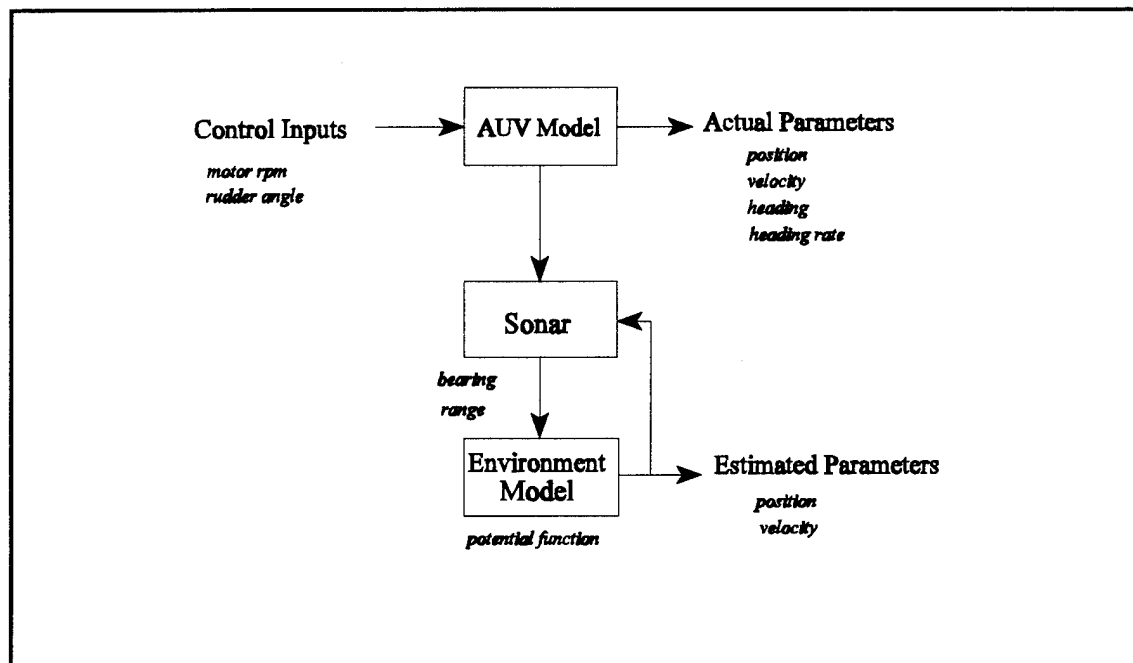 Control Inputs
motor rpm
rudder angle
AUV Model
Actual Parameters
position
velocity
heading
heading rate
Sonar
bearing
range
Environment
Model
potential function
Estimated Parameters
position
velocity